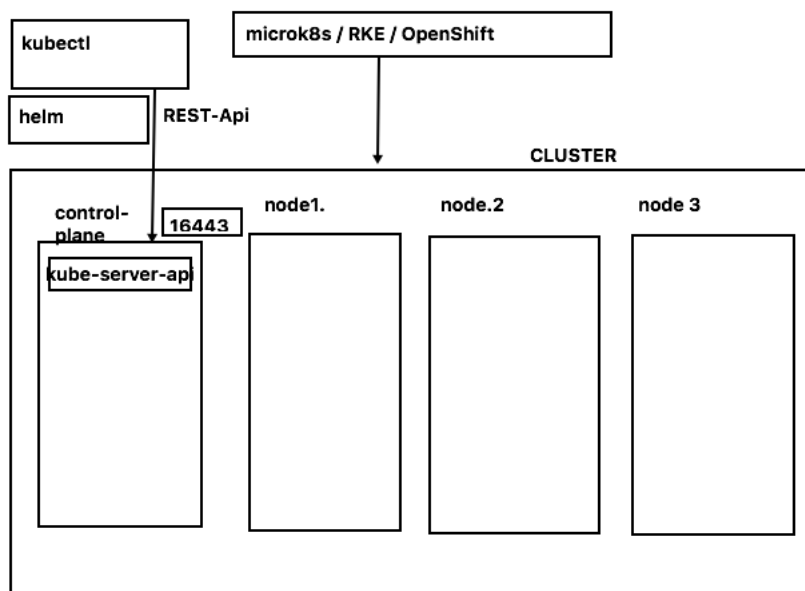 kubectl
microk8s / RKE / OpenShift
helm
REST-Api
CLUSTER
control-
plane
16443
node1.
node.2
node 3
kube-server-api